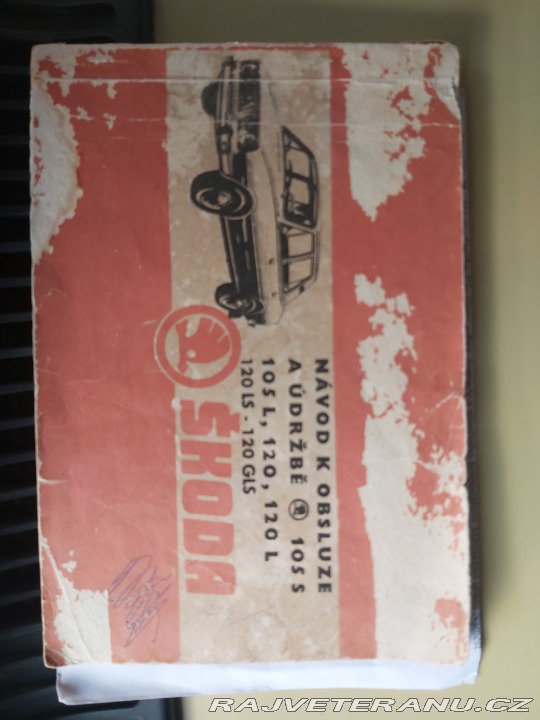 NÁVOD K OBSLUZE
A ÚDRŽBĚ 105 S
105 L, 120, 120 L
120 LS - 120 GLS
ŠKODA
RAJVETERANU.CZ